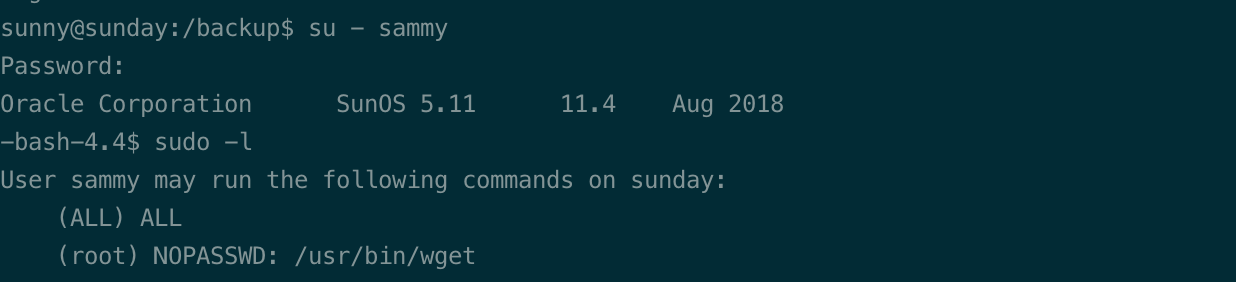 sunny@sunday:/backup$ su - sammy
Password:
Oracle Corporation      SunOS 5.11      11.4    Aug 2018
-bash-4.4$ sudo -l
User sammy may run the following commands on sunday:
    (ALL) ALL
    (root) NOPASSWD: /usr/bin/wget